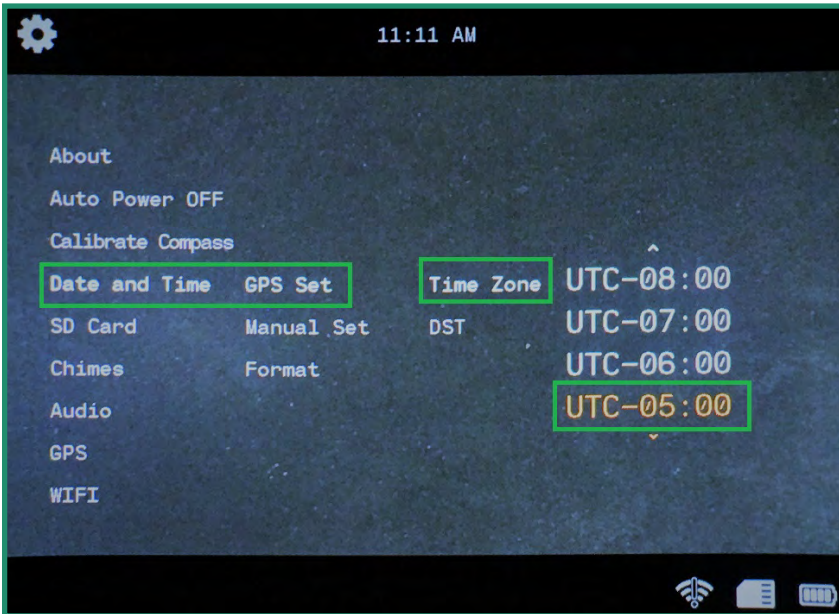 11:11 AM
About
Auto Power OFF
Calibrate Compass
Date and Time GPS Set Time Zone UTC-08:00
SD Card Manual Set DST UTC-07:00
Chimes Format UTC-06:00
Audio UTC-05:00
GPS
WIFI